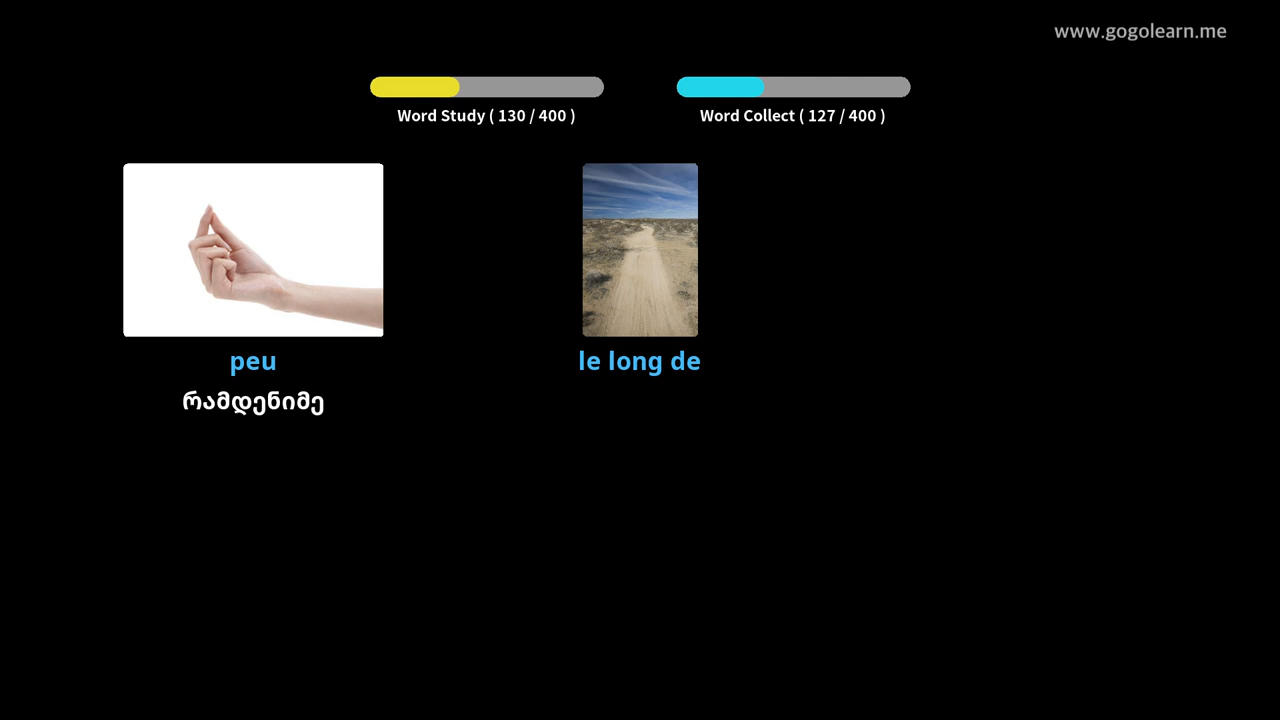 www.gogolearn.me
Word Study ( 130 / 400 )
Word Collect ( 127 / 400 )
peu
რამდენიმე
le long de